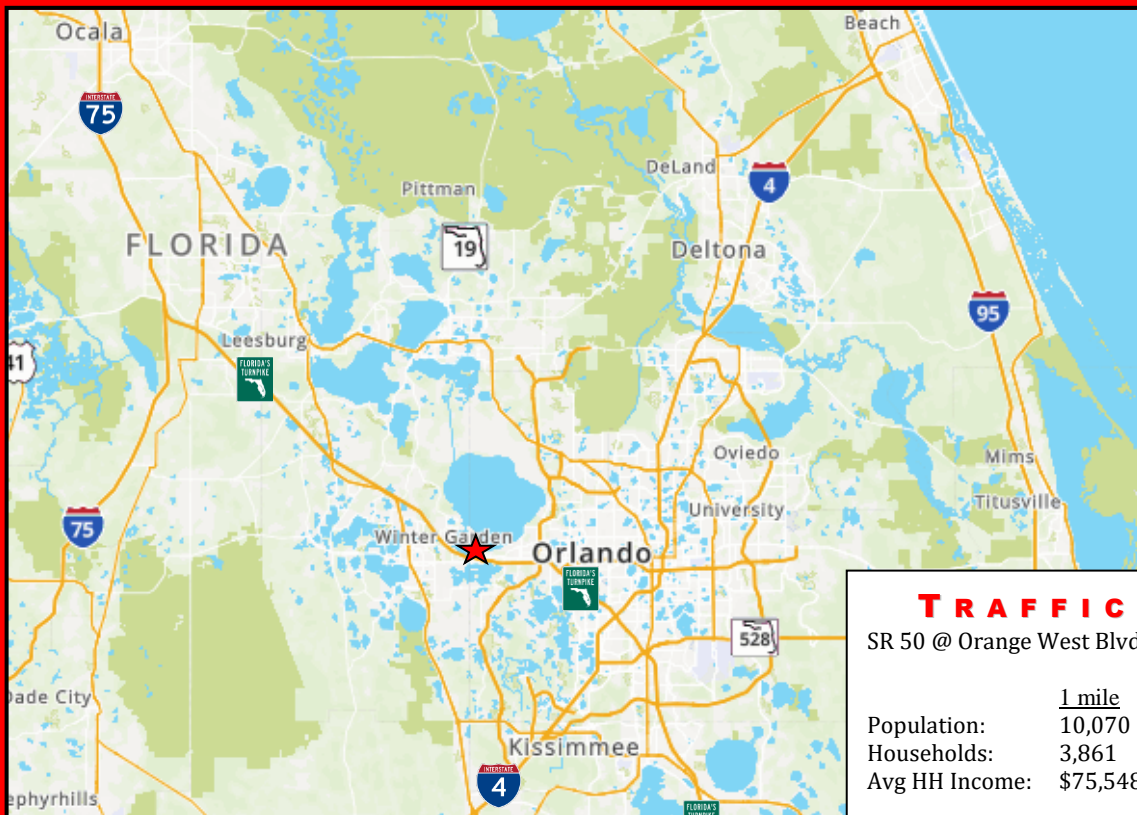 Ocala
Beach
INTERSTATE
75
DeLand
4
Pittman
FLORIDA
19
Deltona
95
Leesburg
41
FLORIDA'S
TURNPIKE
Oviedo
Mims
Titusville
University
75
Winter Garden
Orlando
FLORIDA'S
TURNPIKE
528
TRAFFIC
SR 50 @ Orange West Blvd
1 mile
Population: 10,070
Households: 3,861
Avg HH Income: $75,548
Dade City
Kissimmee
INTERSTATE
4
ephyrhills
FLORIDA'S
TURNPIKE